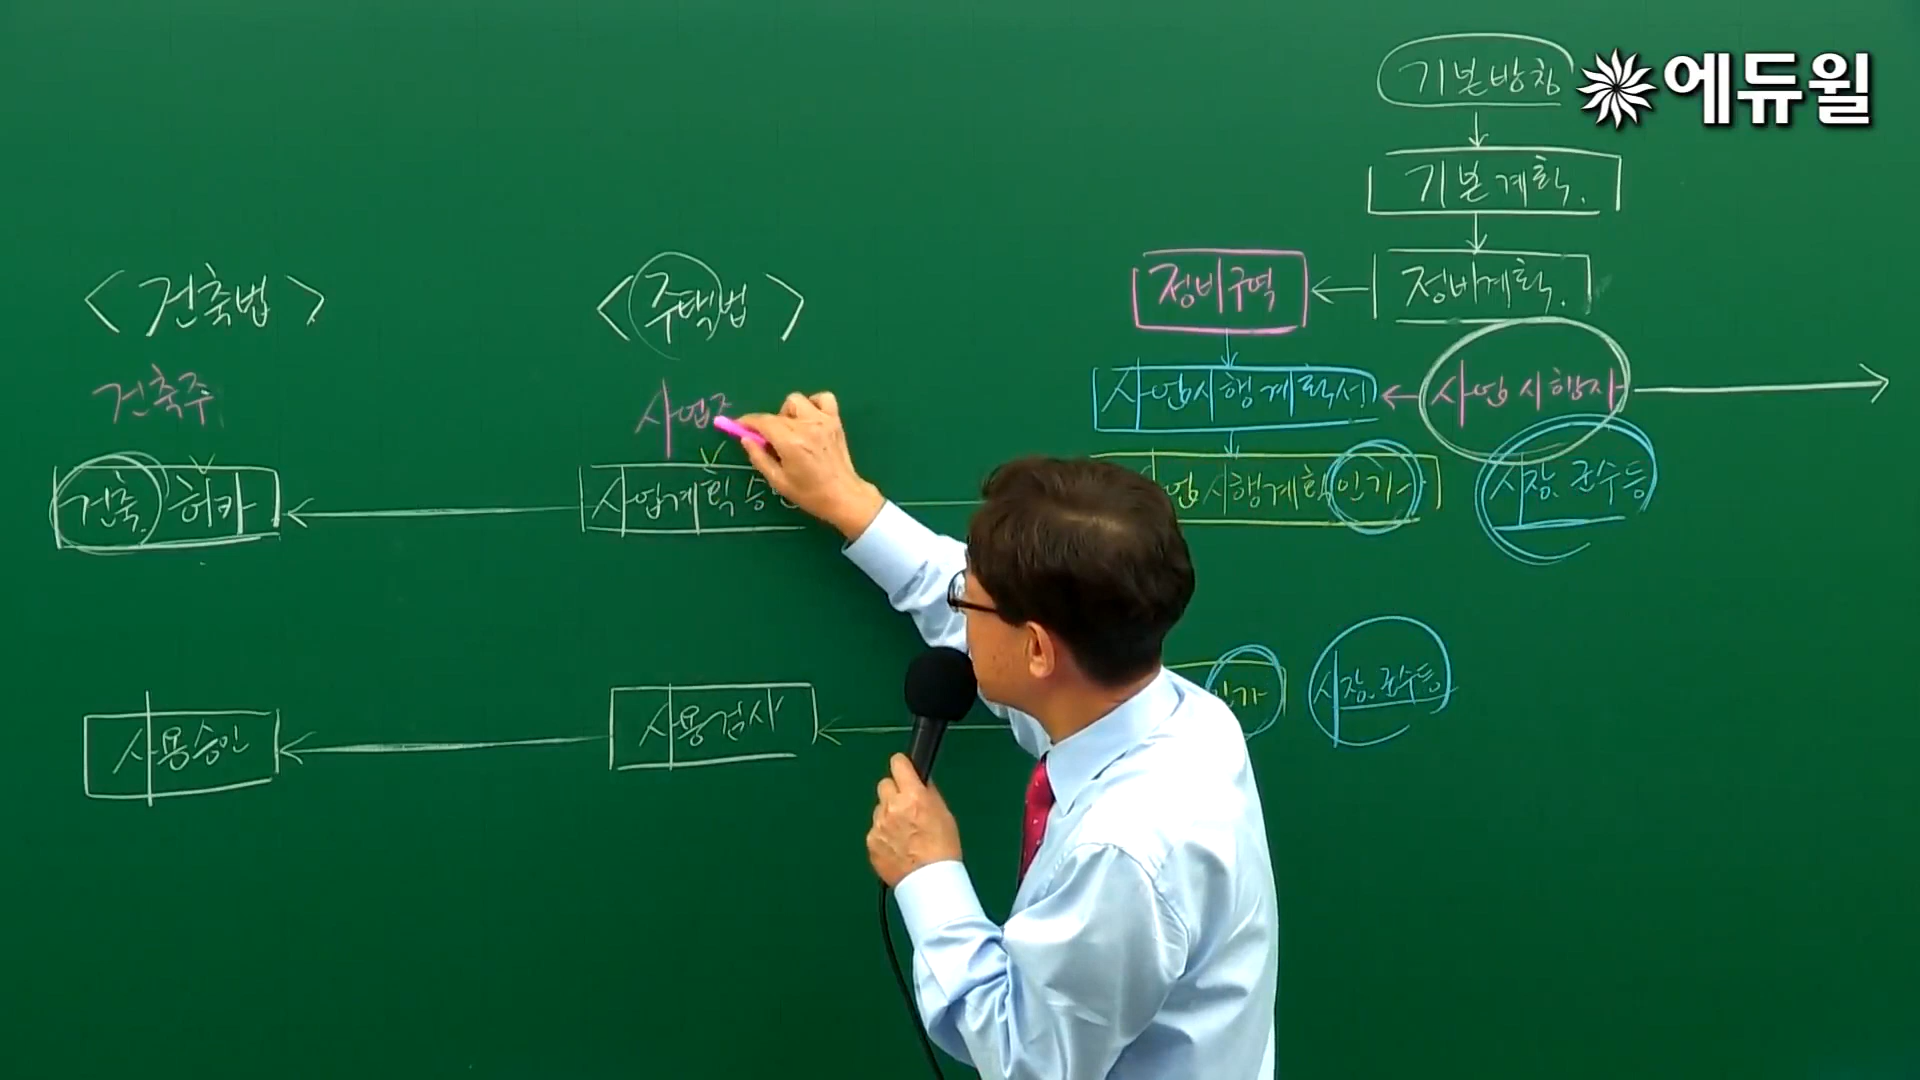 기본방침
에듀윌
기본계획.
정비구역
정비계획.
<건축법>
<주택법>
건축주
사업
사업시행계획서
사업시행자
건축허가
사업계획승
업시행계획인가
시장.군수등
인가
시장.군수등
사용승인
사용검사